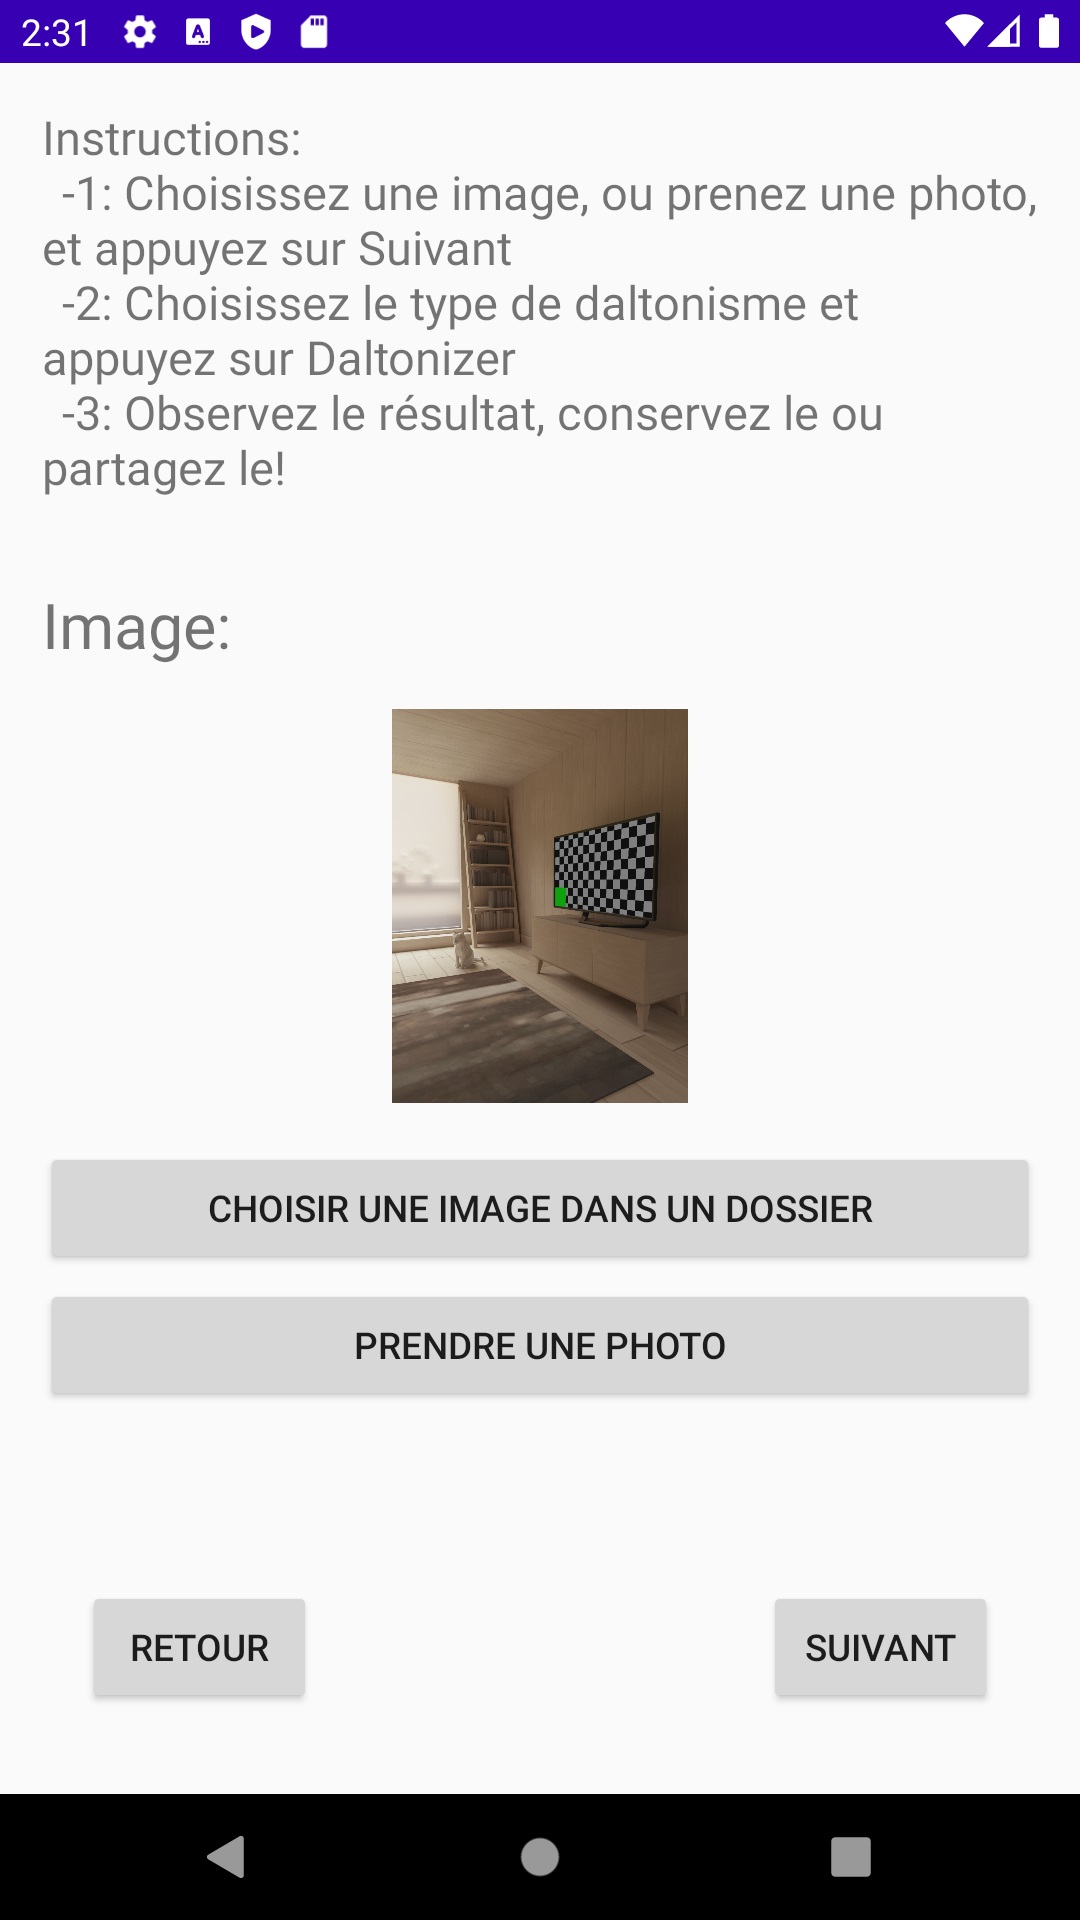 2:31
Instructions:
-1: Choisissez une image, ou prenez une photo,
et appuyez sur Suivant
-2: Choisissez le type de daltonisme et
appuyez sur Daltonizer
-3: Observez le résultat, conservez le ou
partagez le!
Image:
CHOISIR UNE IMAGE DANS UN DOSSIER
PRENDRE UNE PHOTO
RETOUR
SUIVANT